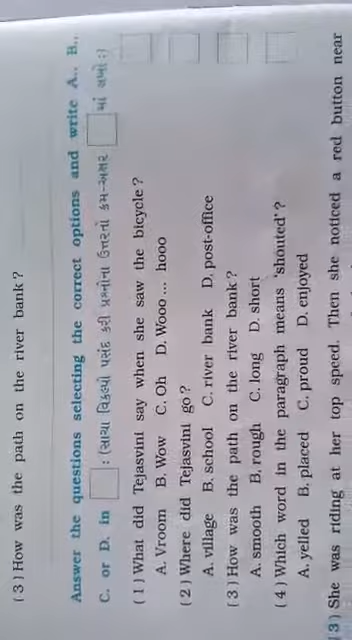 (3) How was the path on the river bank?
Answer the questions selecting the correct options and write A., B.,
C. or D. in : (સાચા વિકલ્પો પસંદ કરી પ્રશ્નોના ઉત્તરનો ક્રમ-અક્ષર માં લખો :)
(1) What did Tejasvini say when she saw the bicycle?
A. Vroom B. Wow C. Oh D. Wooo ... hooo
(2) Where did Tejasvini go?
A. village B. school C. river bank D. post-office
(3) How was the path on the river bank?
A. smooth B. rough C. long D. short
(4) Which word in the paragraph means 'shouted'?
A. yelled B. placed C. proud D. enjoyed
3) She was riding at her top speed. Then she noticed a red button near